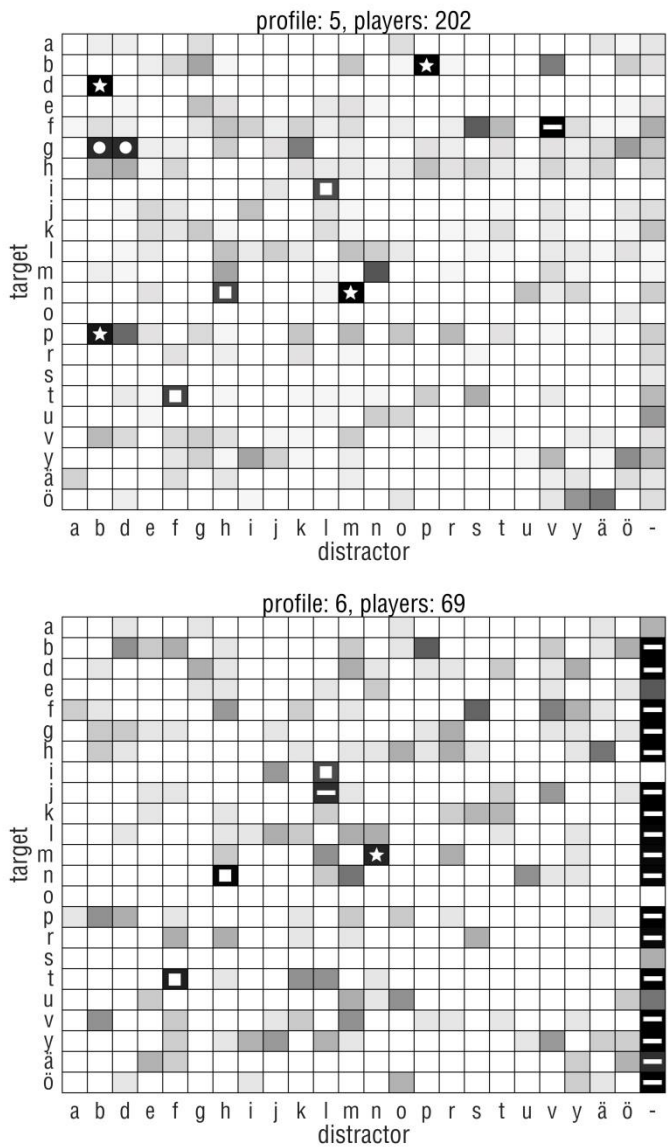 profile: 5, players: 202
target
a
b
d
e
f
g
h
i
j
k
l
m
n
o
p
r
s
t
u
v
y
ä
ö
a b d e f g h i j k l m n o p r s t u v y ä ö -
distractor
profile: 6, players: 69
target
a
b
d
e
f
g
h
i
j
k
l
m
n
o
p
r
s
t
u
v
y
ä
ö
a b d e f g h i j k l m n o p r s t u v y ä ö -
distractor